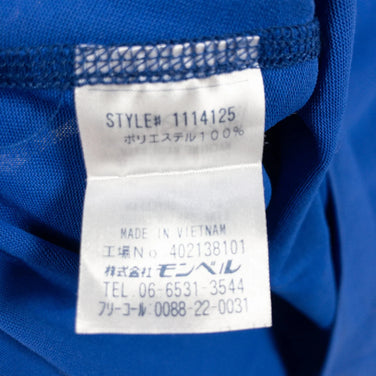 STYLE# 1114125
ポリエステル100%
MADE IN VIETNAM
工場No 402138101
株式会社 モンベル
TEL. 06-6531-3544
フリーコール: 0088-22-0031